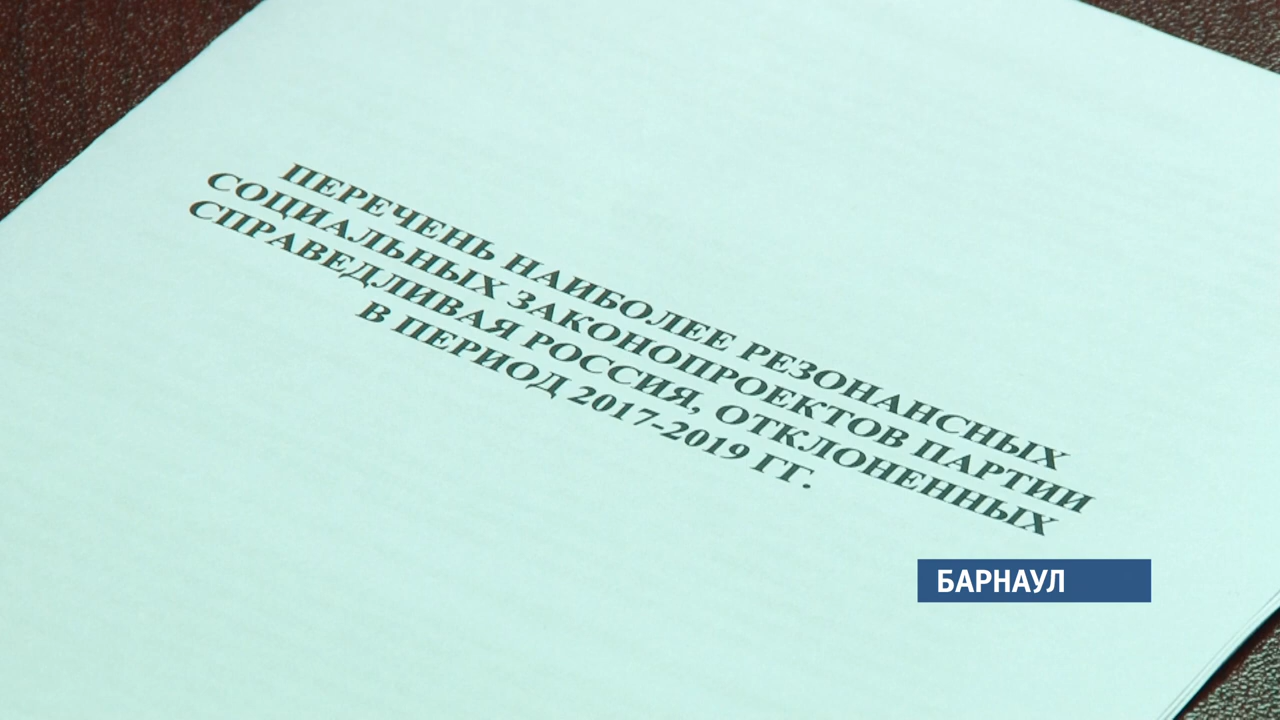 ПЕРЕЧЕНЬ НАИБОЛЕЕ РЕЗОНАНСНЫХ
СОЦИАЛЬНЫХ ЗАКОНОПРОЕКТОВ ПАРТИИ
СПРАВЕДЛИВАЯ РОССИЯ, ОТКЛОНЕННЫХ
В ПЕРИОД 2017-2019 ГГ.
БАРНАУЛ